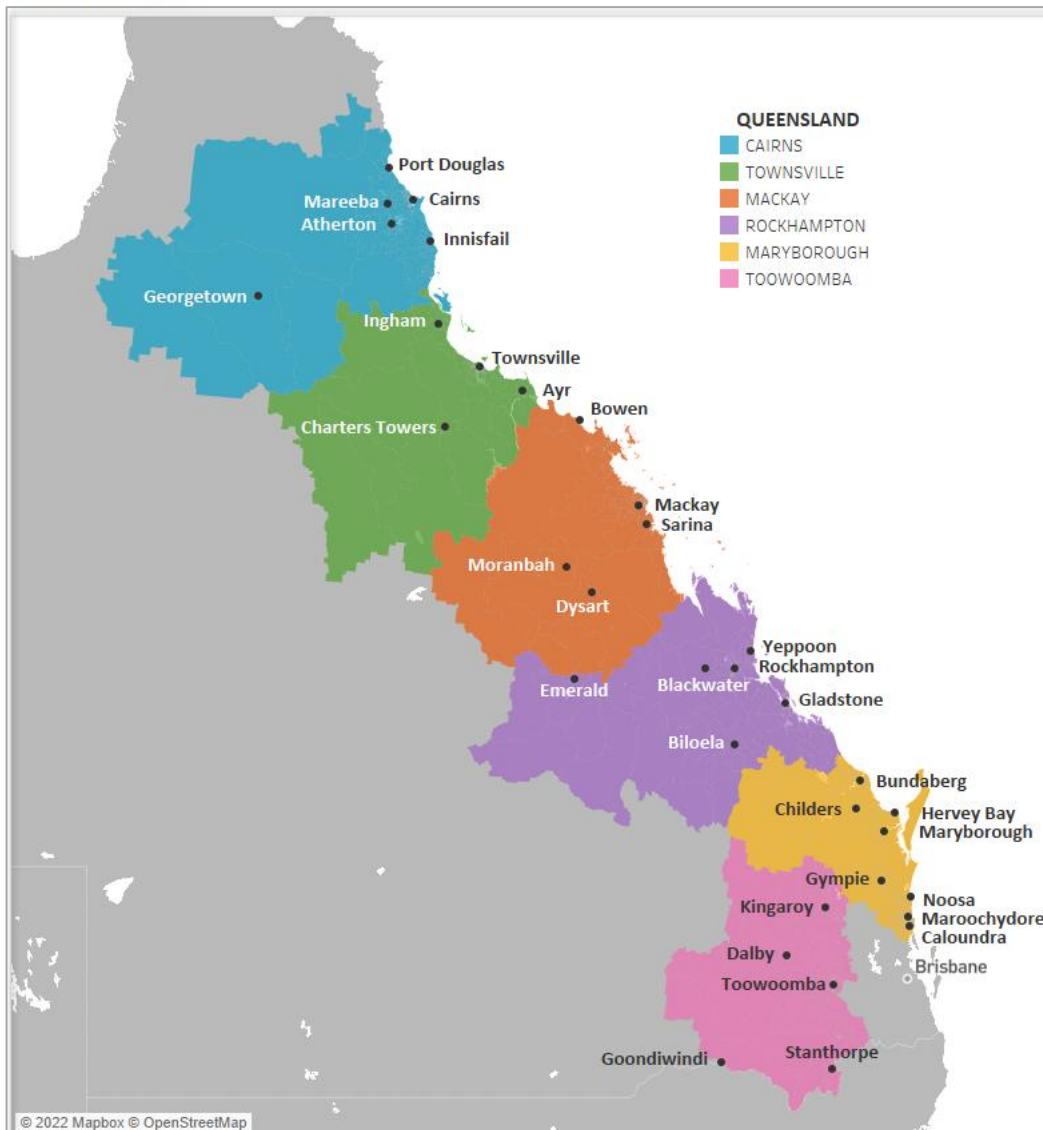 QUEENSLAND
CAIRNS
TOWNSVILLE
MACKAY
ROCKHAMPTON
MARYBOROUGH
TOOWOOMBA
Port Douglas
Mareeba
Cairns
Atherton
Innisfail
Georgetown
Ingham
Townsville
Ayr
Bowen
Charters Towers
Mackay
Sarina
Moranbah
Dysart
Yeppoon
Rockhampton
Blackwater
Emerald
Gladstone
Biloela
Bundaberg
Childers
Hervey Bay
Maryborough
Gympie
Noosa
Kingaroy
Maroochydore
Caloundra
Dalby
Brisbane
Toowoomba
Goondiwindi
Stanthorpe
© 2022 Mapbox © OpenStreetMap